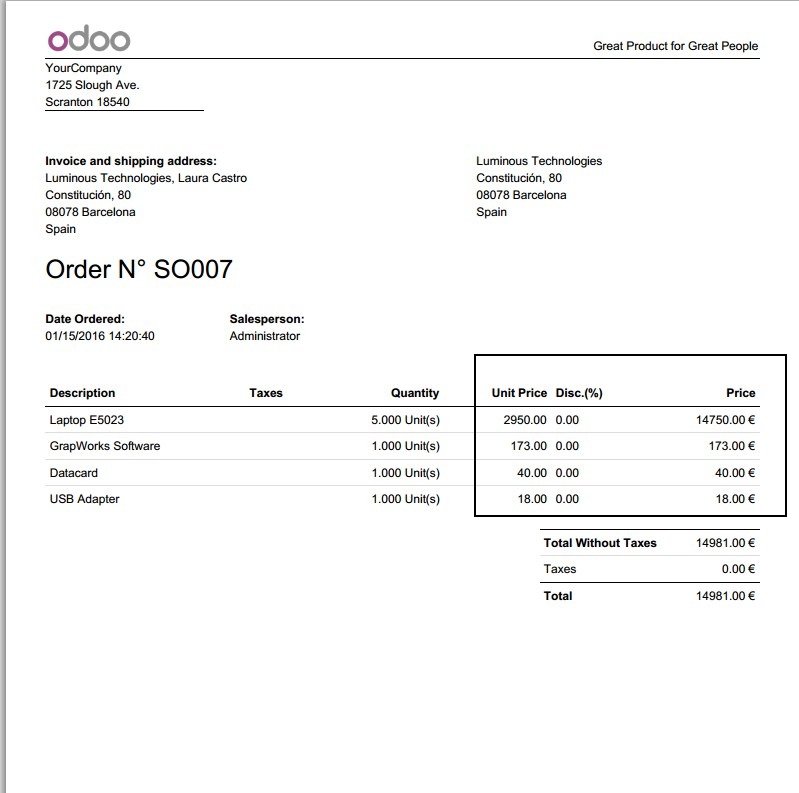 odoo
Great Product for Great People
YourCompany
1725 Slough Ave.
Scranton 18540
Invoice and shipping address:
Luminous Technologies, Laura Castro
Constitución, 80
08078 Barcelona
Spain
Luminous Technologies
Constitución, 80
08078 Barcelona
Spain
Order N° SO007
Date Ordered: Salesperson:
01/15/2016 14:20:40 Administrator
Description Taxes Quantity Unit Price Disc.(%) Price
Laptop E5023 5.000 Unit(s) 2950.00 0.00 14750.00 €
GrapWorks Software 1.000 Unit(s) 173.00 0.00 173.00 €
Datacard 1.000 Unit(s) 40.00 0.00 40.00 €
USB Adapter 1.000 Unit(s) 18.00 0.00 18.00 €
Total Without Taxes 14981.00 €
Taxes 0.00 €
Total 14981.00 €